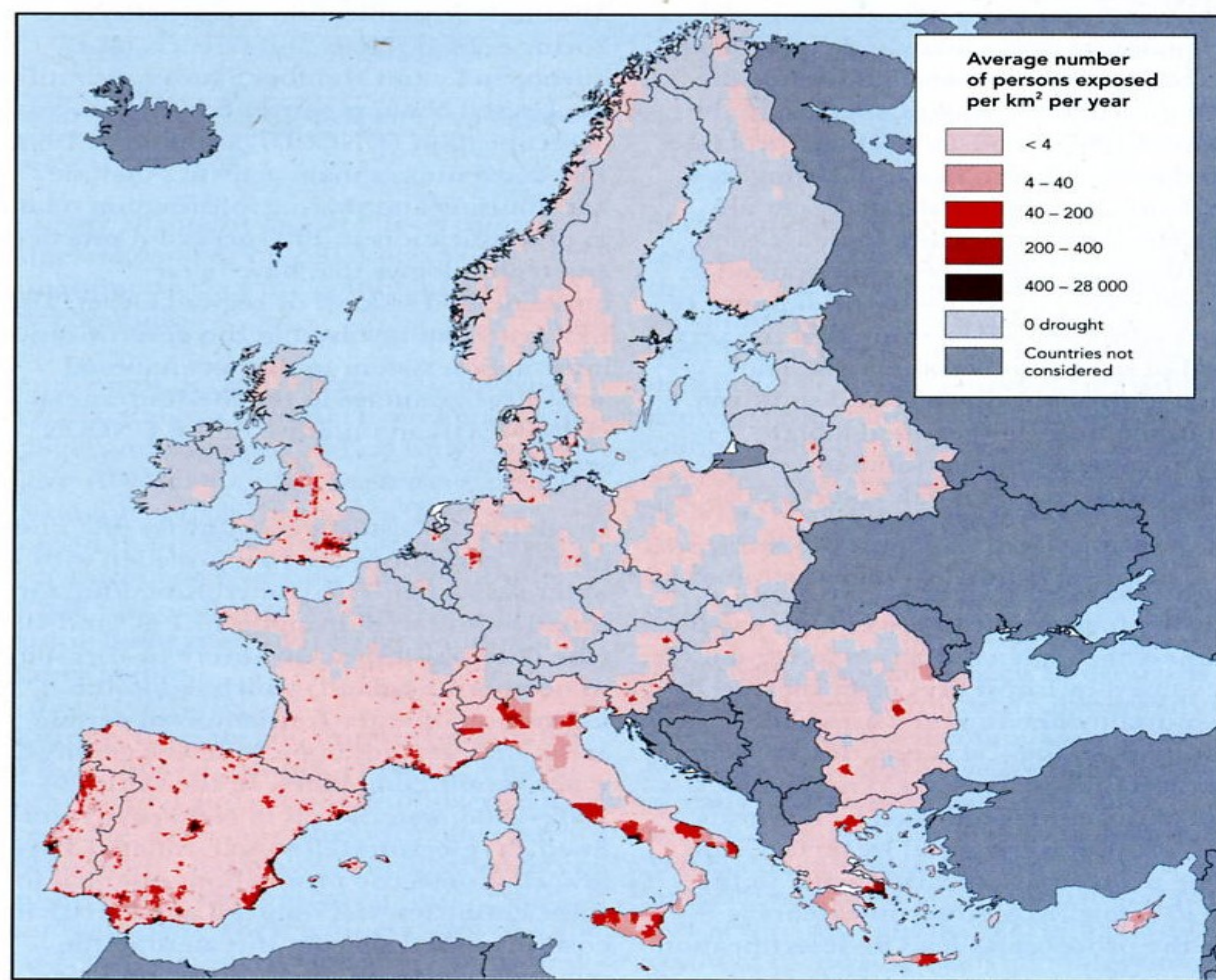 Average number
of persons exposed
per km² per year
< 4
4 – 40
40 – 200
200 – 400
400 – 28 000
0 drought
Countries not
considered